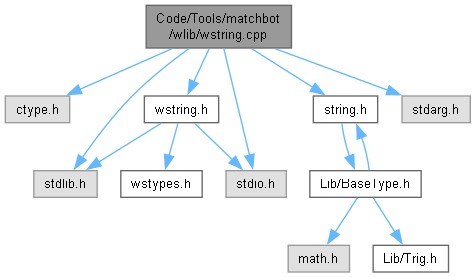 Code/Tools/matchbot
/wlib/wstring.cpp
ctype.h
wstring.h
string.h
stdarg.h
stdlib.h
wstypes.h
stdio.h
Lib/BaseType.h
math.h
Lib/Trig.h